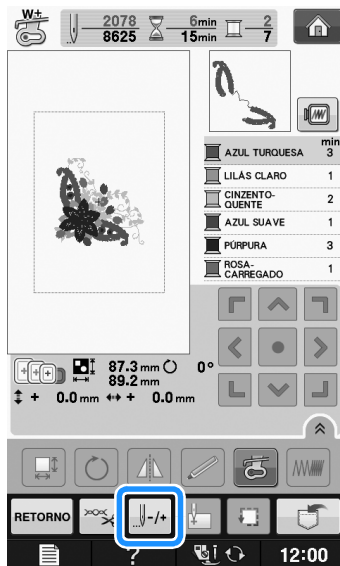 W+
2078 6min 2
8625 15min 7
min
AZUL TURQUESA 3
LILÁS CLARO 1
CINZENTO-
QUENTE 2
AZUL SUAVE 1
PÚRPURA 3
ROSA-
CARREGADO 1
87.3 mm 0°
89.2 mm
+ 0.0 mm + 0.0 mm
RETORNO -/+
? 12:00